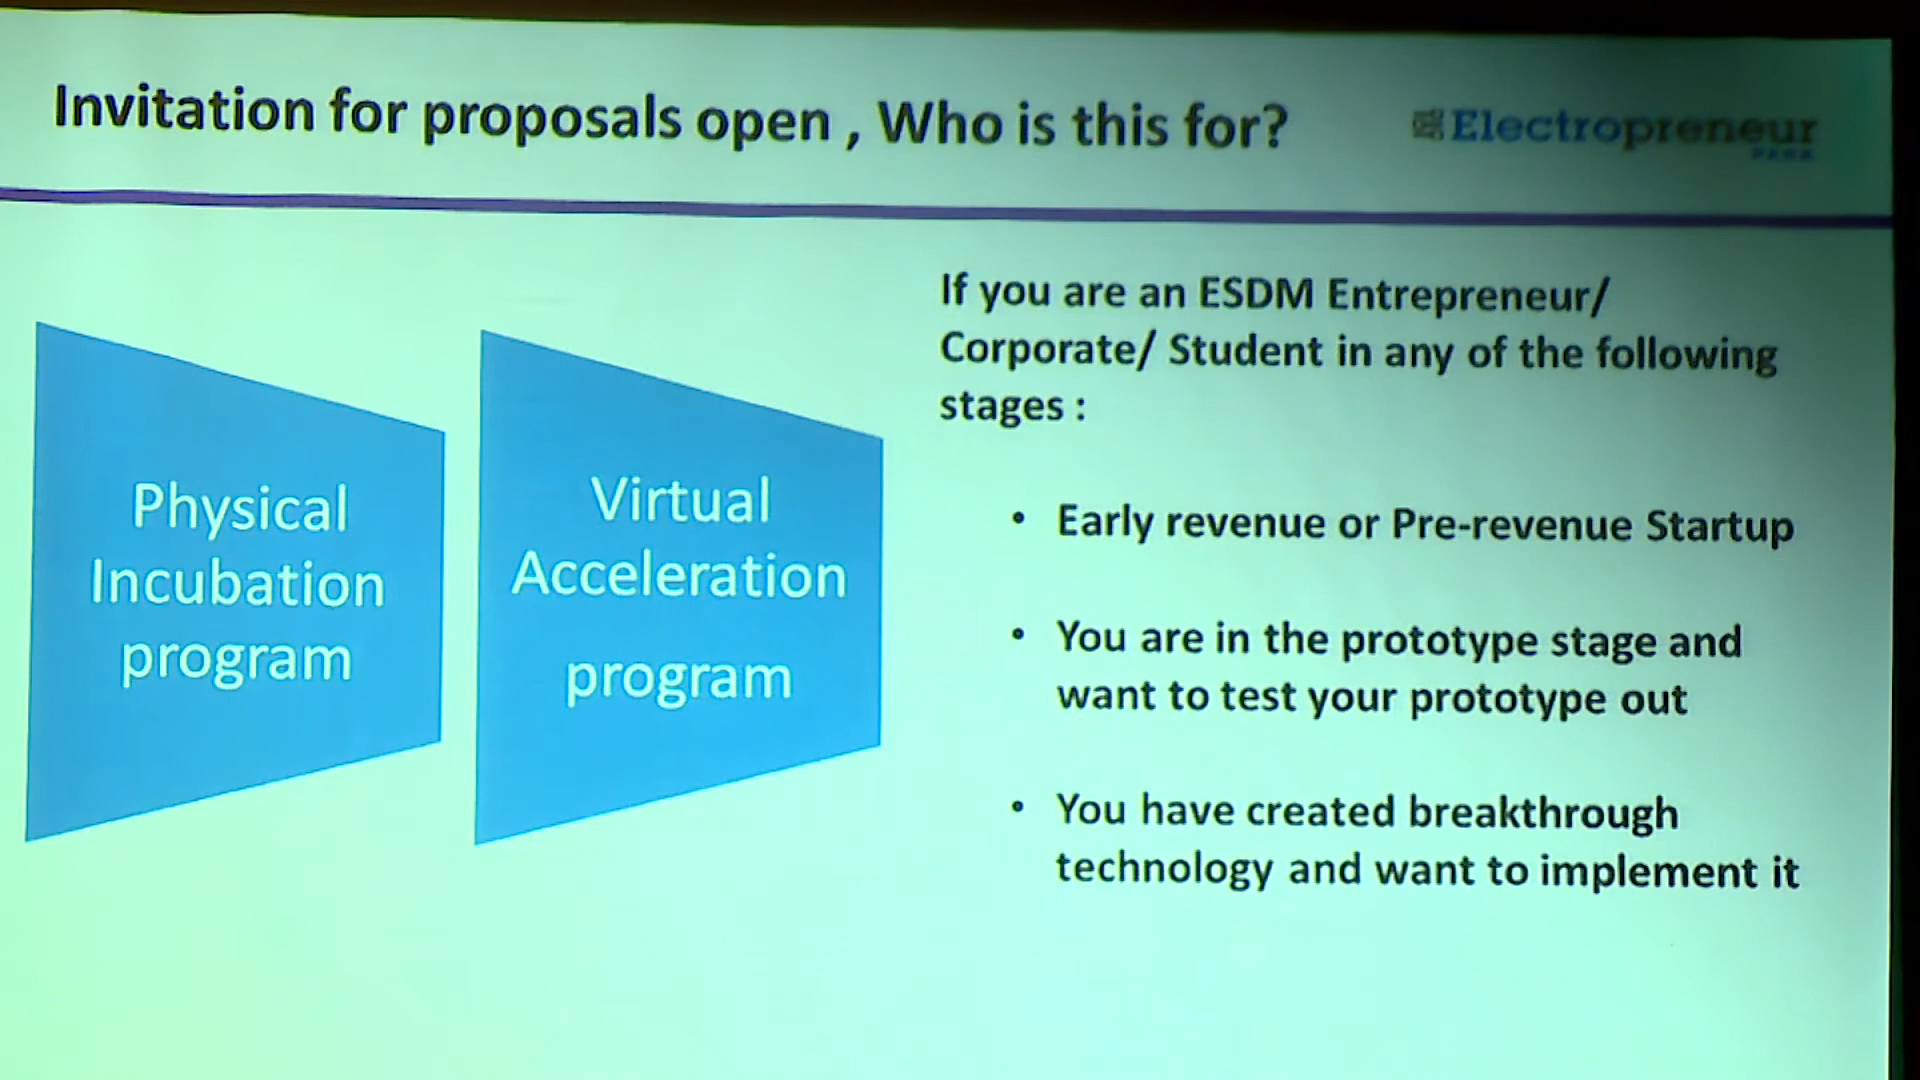 Invitation for proposals open , Who is this for?
Electropreneur
PARK
Physical
Incubation
program
Virtual
Acceleration
program
If you are an ESDM Entrepreneur/
Corporate/ Student in any of the following
stages :
• Early revenue or Pre-revenue Startup
• You are in the prototype stage and
want to test your prototype out
• You have created breakthrough
technology and want to implement it